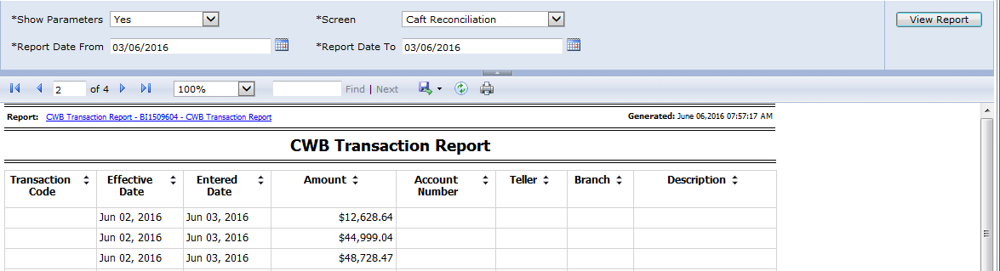 *Show Parameters Yes *Screen Caft Reconciliation View Report
*Report Date From 03/06/2016 *Report Date To 03/06/2016
2 of 4 100% Find | Next
Report: CWB Transaction Report - BI1509604 - CWB Transaction Report Generated: June 06,2016 07:57:17 AM
CWB Transaction Report
Transaction Code Effective Date Entered Date Amount Account Number Teller Branch Description
Jun 02, 2016 Jun 03, 2016 $12,628.64
Jun 02, 2016 Jun 03, 2016 $44,999.04
Jun 02, 2016 Jun 03, 2016 $48,728.47